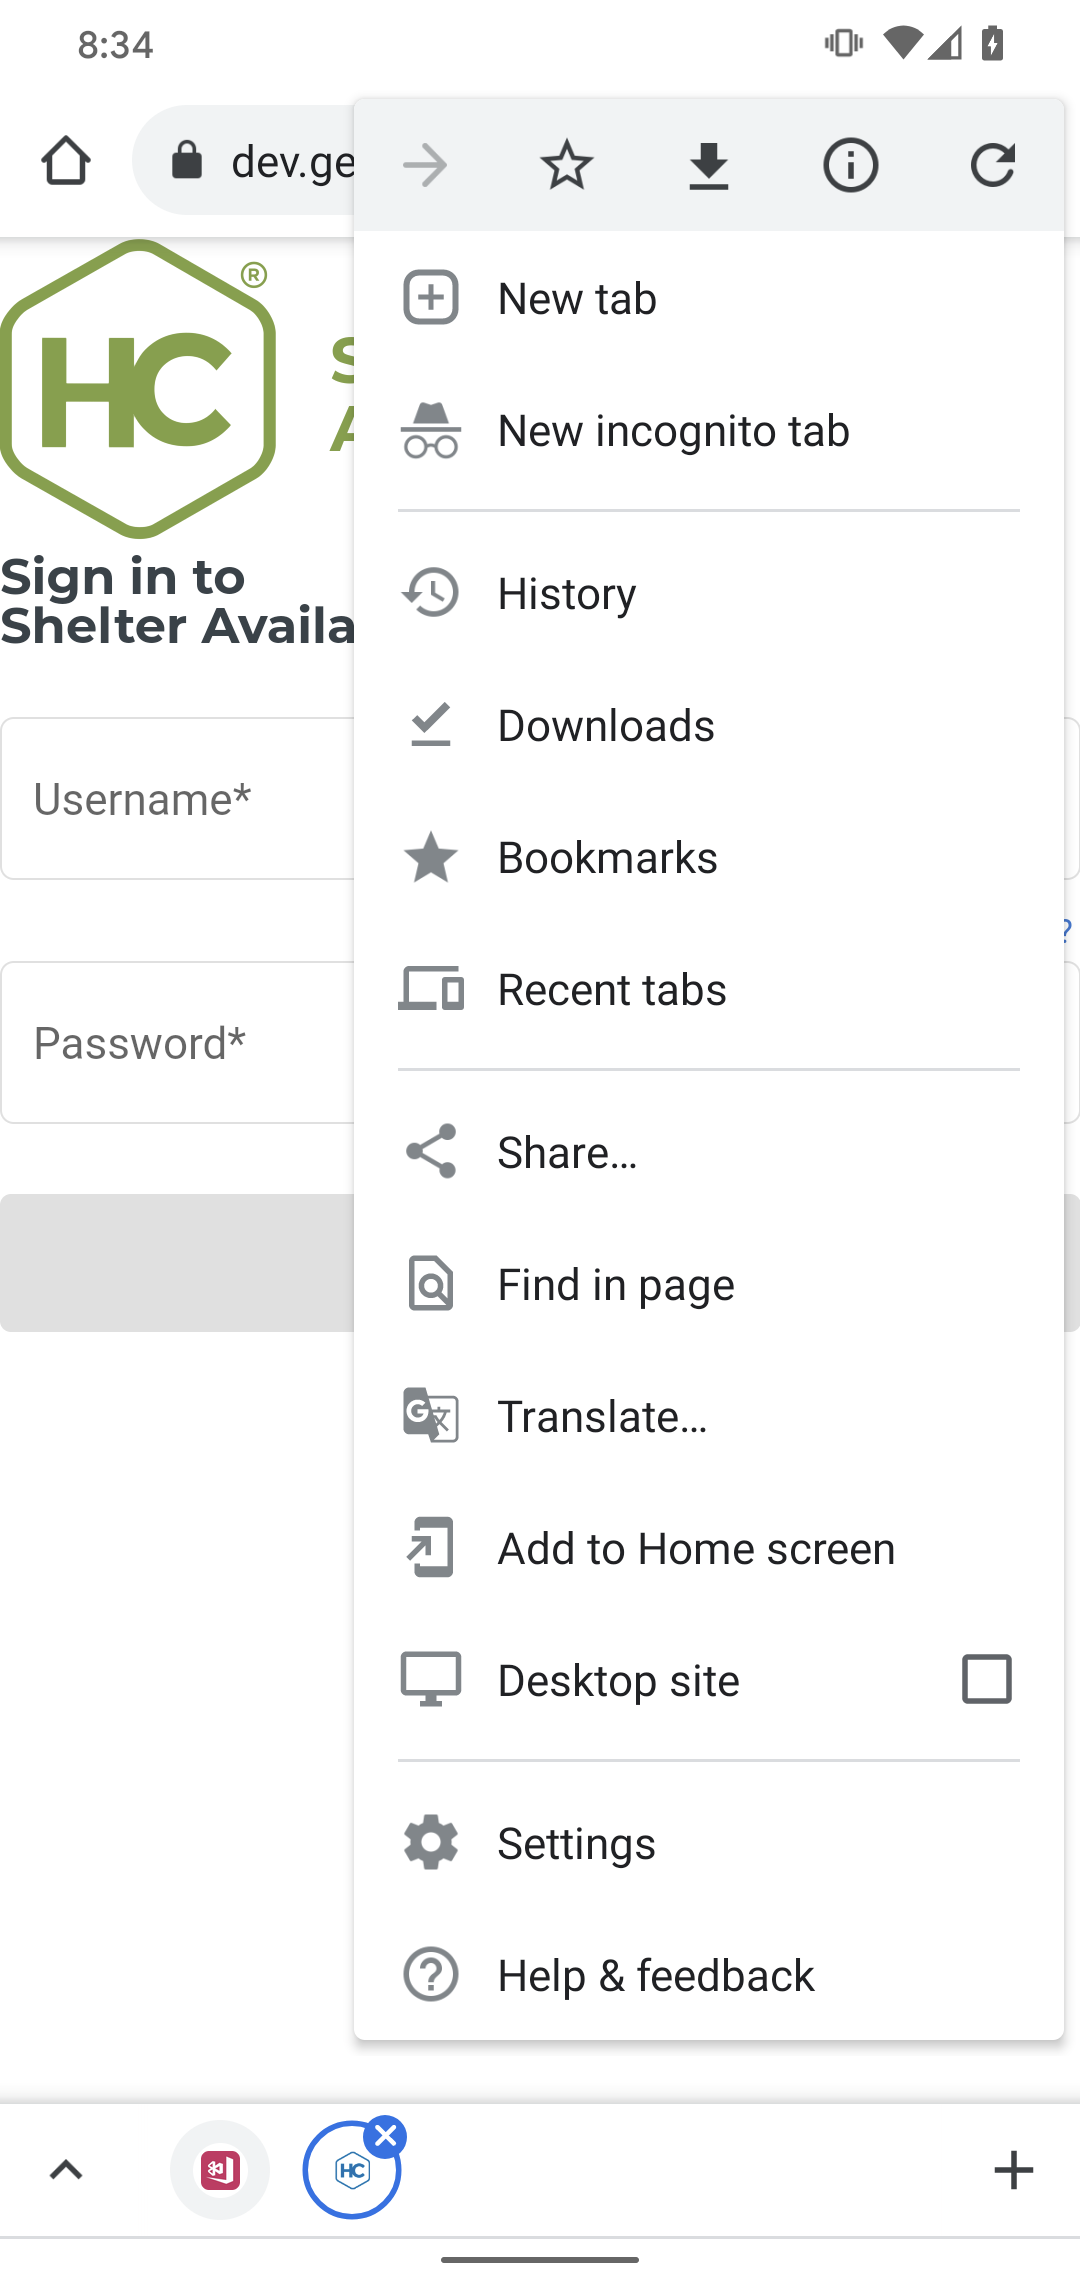 8:34
dev.ge
New tab
New incognito tab
HC®
S
A
Sign in to
Shelter Availa
History
Downloads
Username*
Bookmarks
?
Recent tabs
Password*
Share…
Find in page
Translate…
Add to Home screen
Desktop site
Settings
Help & feedback
HC